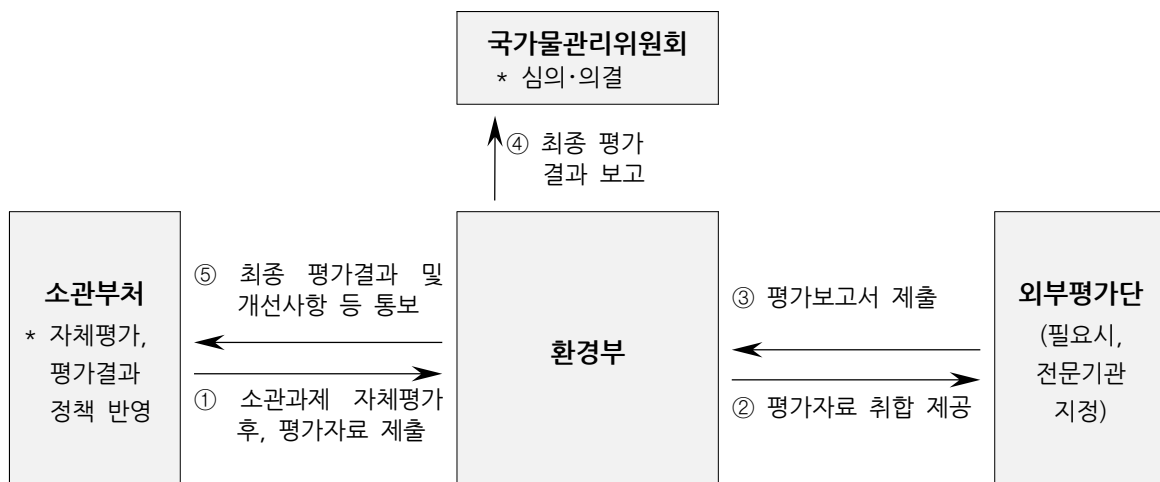 국가물관리위원회
* 심의·의결
④ 최종 평가
결과 보고
소관부처
* 자체평가,
평가결과
정책 반영
⑤ 최종 평가결과 및
개선사항 등 통보
① 소관과제 자체평가
후, 평가자료 제출
환경부
③ 평가보고서 제출
② 평가자료 취합 제공
외부평가단
(필요시,
전문기관
지정)